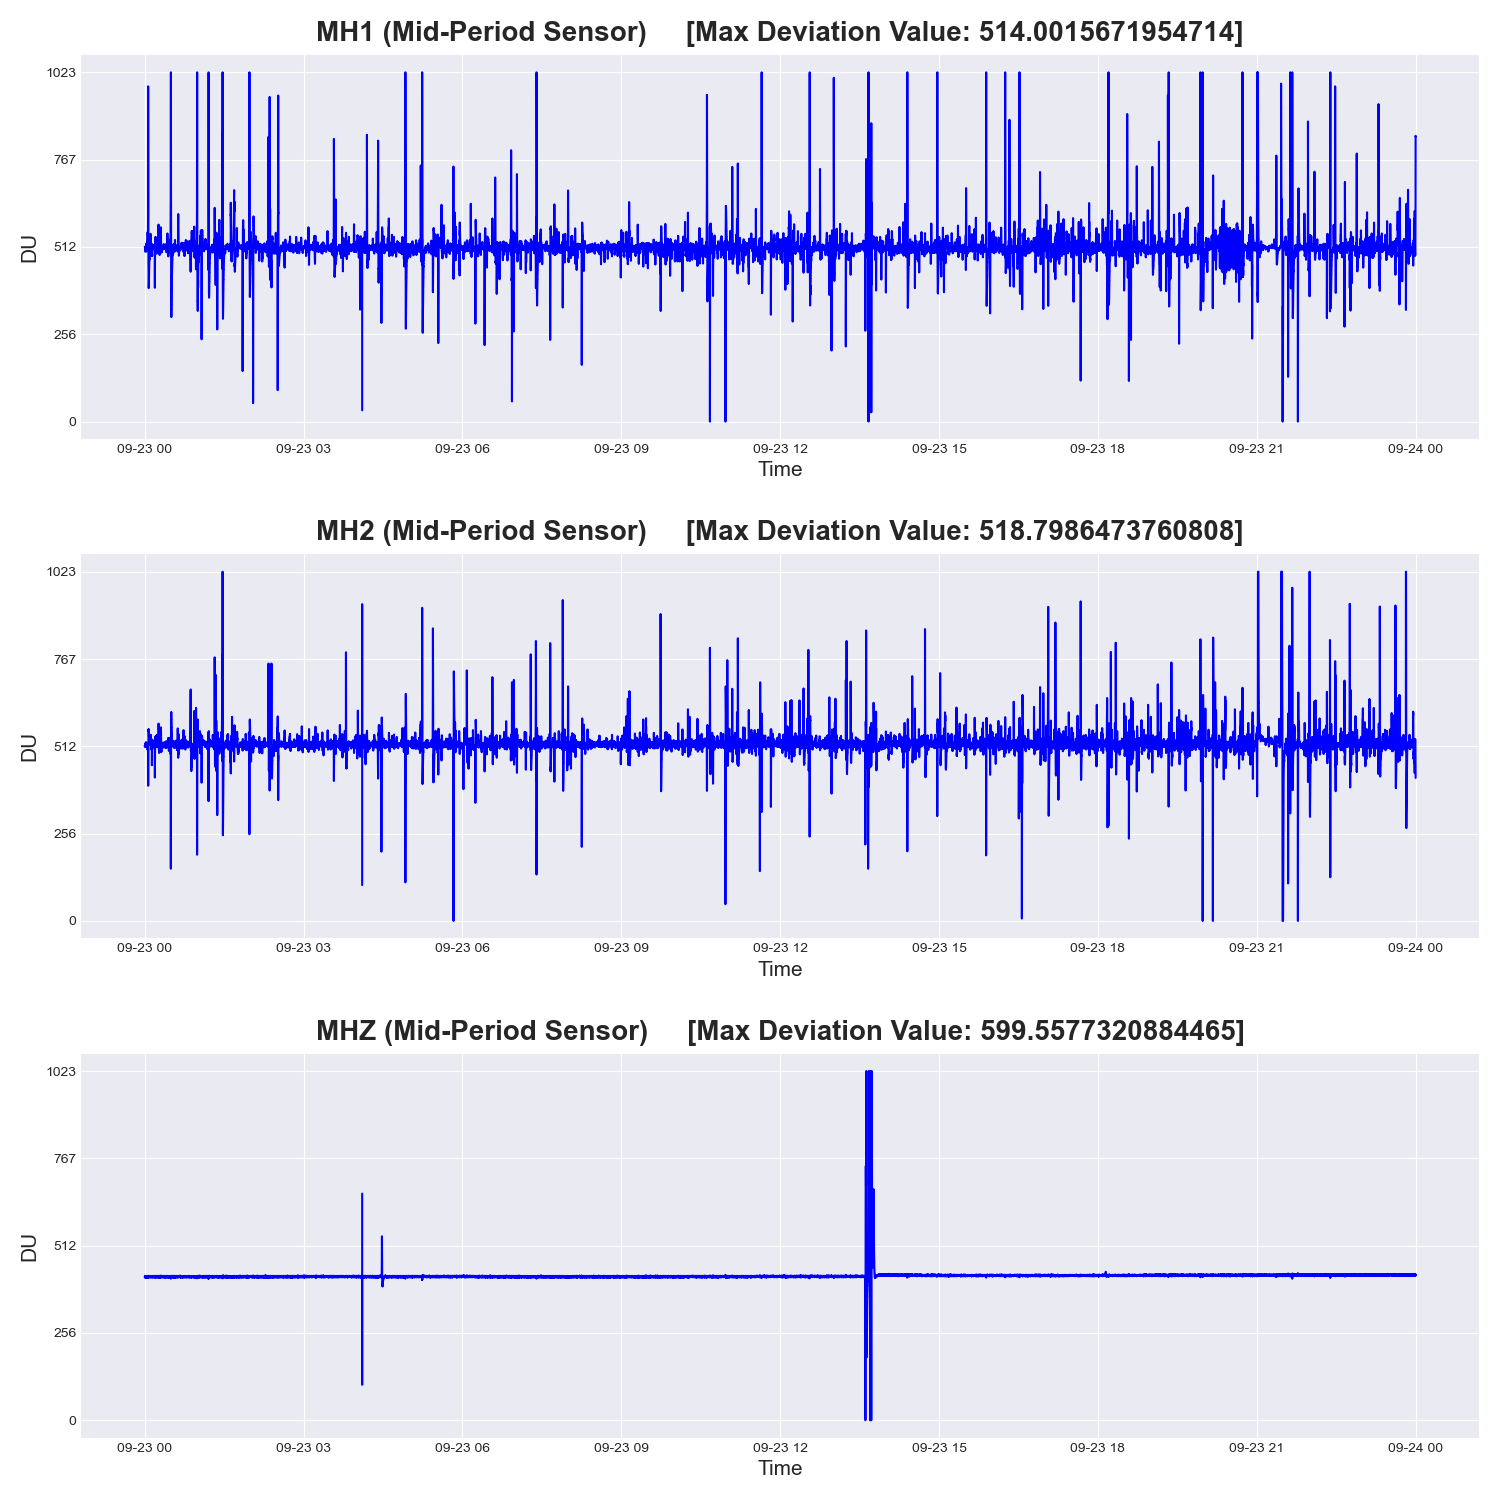 MH1 (Mid-Period Sensor) [Max Deviation Value: 514.0015671954714]
1023
767
512
256
0
DU
09-23 00 09-23 03 09-23 06 09-23 09 09-23 12 09-23 15 09-23 18 09-23 21 09-24 00
Time
MH2 (Mid-Period Sensor) [Max Deviation Value: 518.7986473760808]
1023
767
512
256
0
DU
09-23 00 09-23 03 09-23 06 09-23 09 09-23 12 09-23 15 09-23 18 09-23 21 09-24 00
Time
MHZ (Mid-Period Sensor) [Max Deviation Value: 599.5577320884465]
1023
767
512
256
0
DU
09-23 00 09-23 03 09-23 06 09-23 09 09-23 12 09-23 15 09-23 18 09-23 21 09-24 00
Time